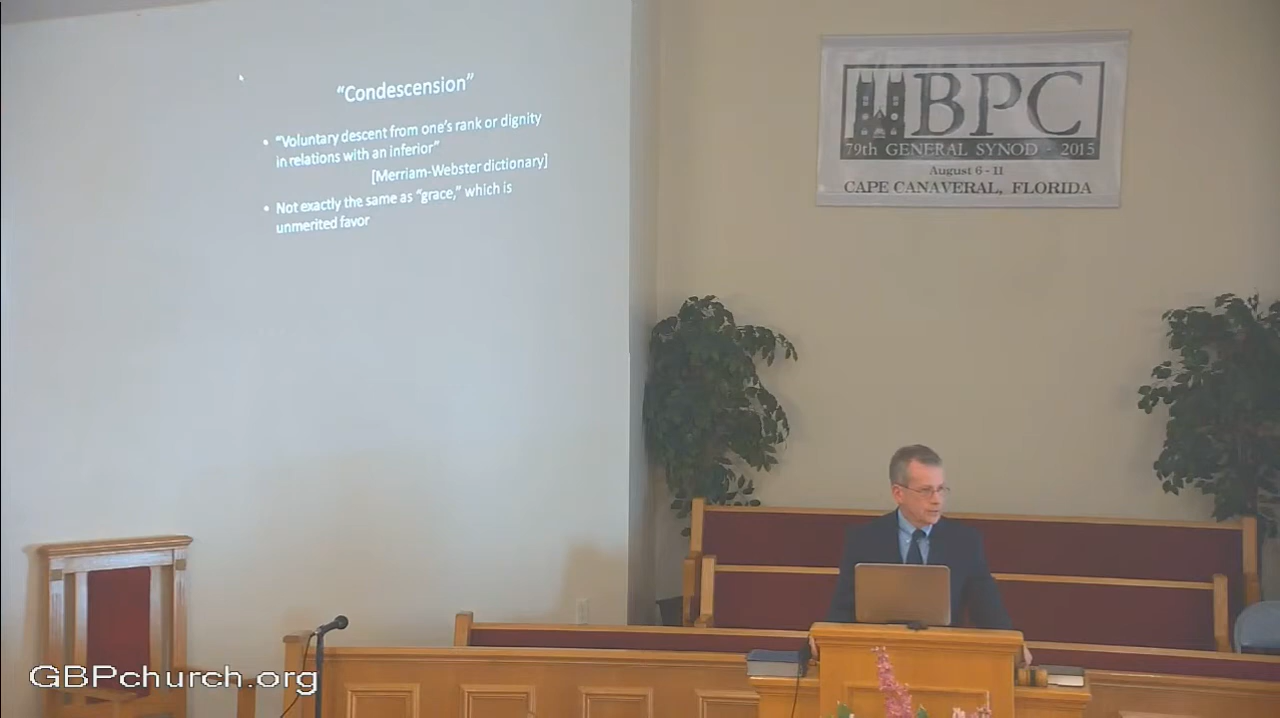 “Condescension”
• “Voluntary descent from one’s rank or dignity
in relations with an inferior”
[Merriam-Webster dictionary]
• Not exactly the same as “grace,” which is
unmerited favor
BPC
79th GENERAL SYNOD - 2015
August 6 - 11
CAPE CANAVERAL, FLORIDA
GBPchurch.org